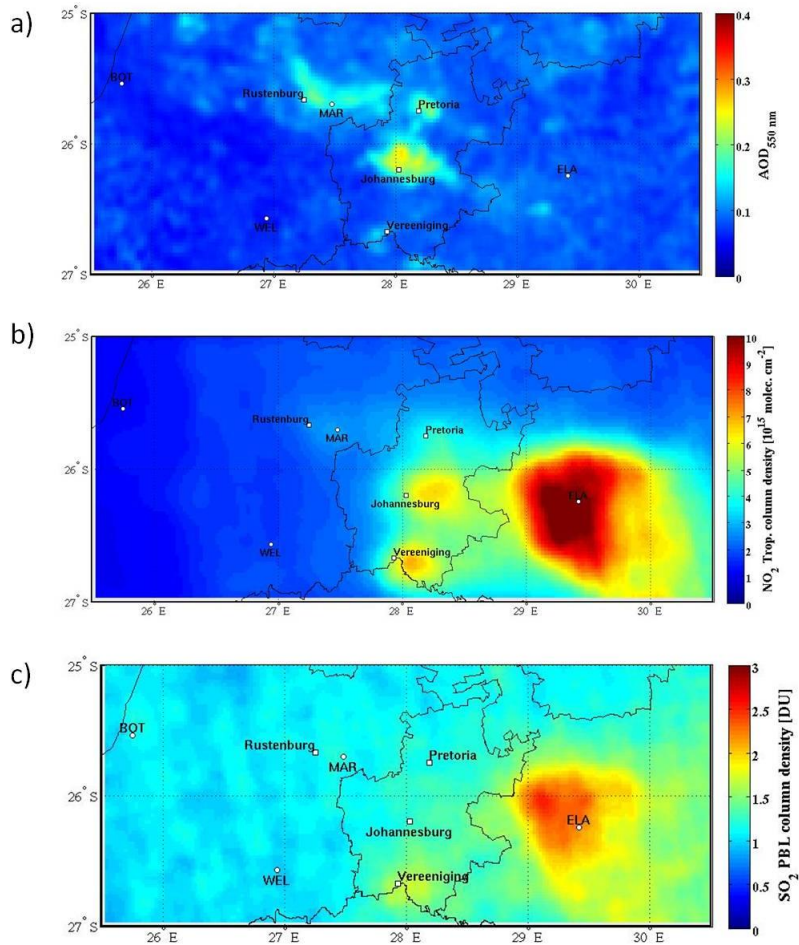 a)
25° S
26° S
27° S
BOT
Rustenburg
MAR
Pretoria
Johannesburg
ELA
WEL
Vereeniging
26 E
27 E
28 E
29 E
30 E
0.4
0.3
0.2
0.1
0
AOD550 nm
b)
25° S
26° S
27° S
BOT
Rustenburg
MAR
Pretoria
Johannesburg
ELA
WEL
Vereeniging
26 E
27 E
28 E
29 E
30 E
10
9
8
7
6
5
4
3
2
1
0
NO2 Trop. column density [10^15 molec. cm^-2]
c)
25° S
26° S
27° S
BOT
Rustenburg
MAR
Pretoria
Johannesburg
ELA
WEL
Vereeniging
26 E
27 E
28 E
29 E
30 E
3
2.5
2
1.5
1
0.5
0
SO2 PBL column density [DU]